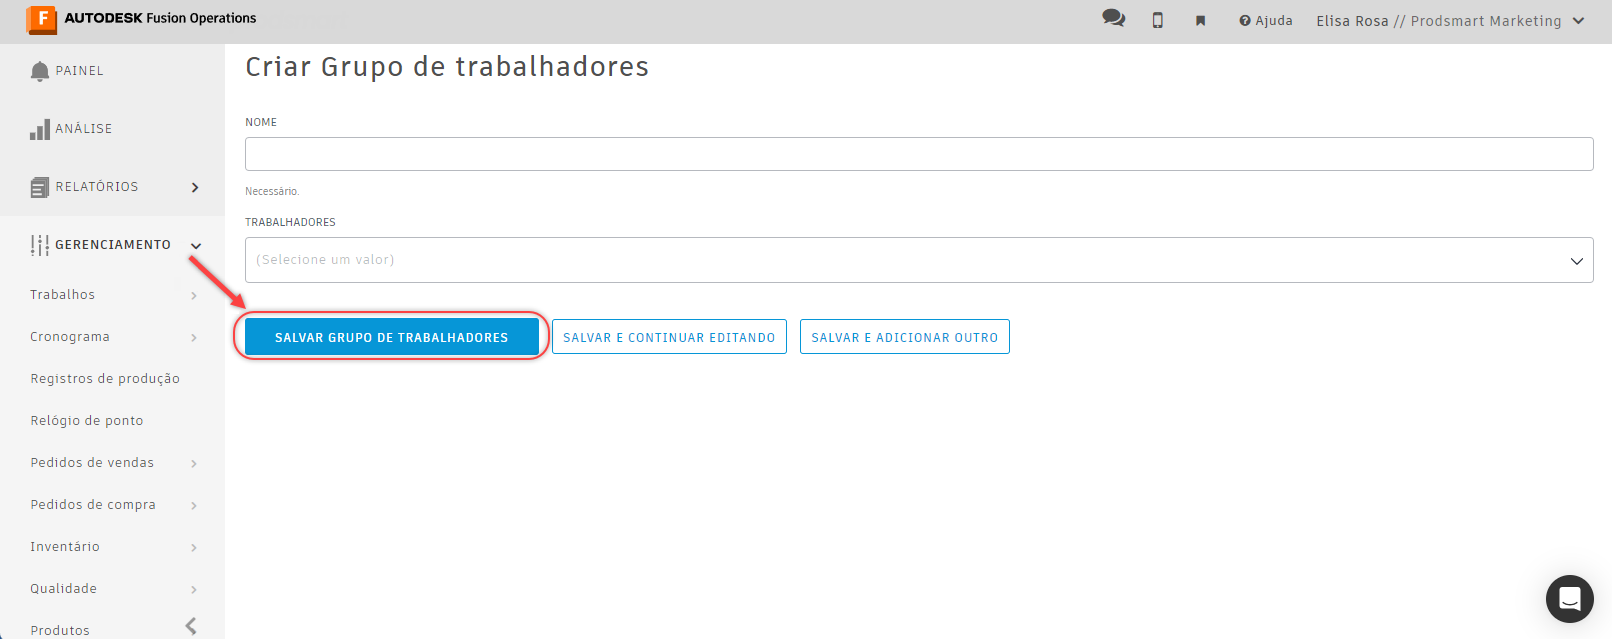 F AUTODESK Fusion Operations
Ajuda
Elisa Rosa // Prodsmart Marketing
PAINEL
ANÁLISE
RELATÓRIOS
GERENCIAMENTO
Trabalhos
Cronograma
Registros de produção
Relógio de ponto
Pedidos de vendas
Pedidos de compra
Inventário
Qualidade
Produtos
Criar Grupo de trabalhadores
NOME
Necessário.
TRABALHADORES
(Selecione um valor)
SALVAR GRUPO DE TRABALHADORES
SALVAR E CONTINUAR EDITANDO
SALVAR E ADICIONAR OUTRO